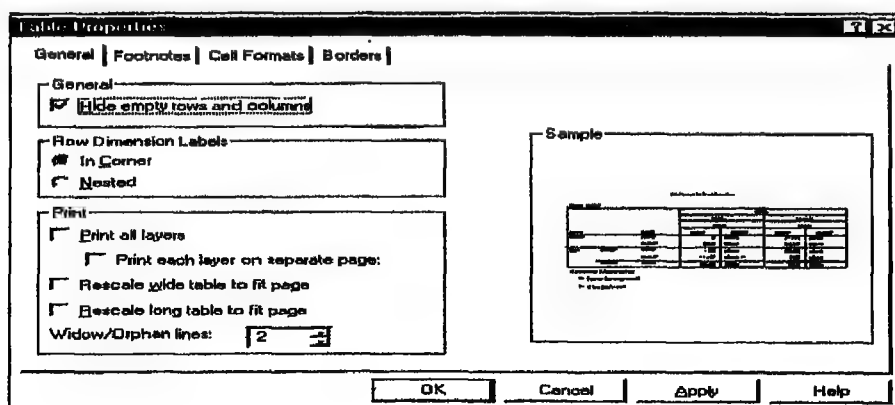 Table Properties
General Footnotes Cell Formats Borders
General
Hide empty rows and columns
Row Dimension Labels
In Corner
Nested
Print
Print all layers
Print each layer on separate page:
Rescale wide table to fit page
Rescale long table to fit page
Widow/Orphan lines: 2
Sample
OK Cancel Apply Help